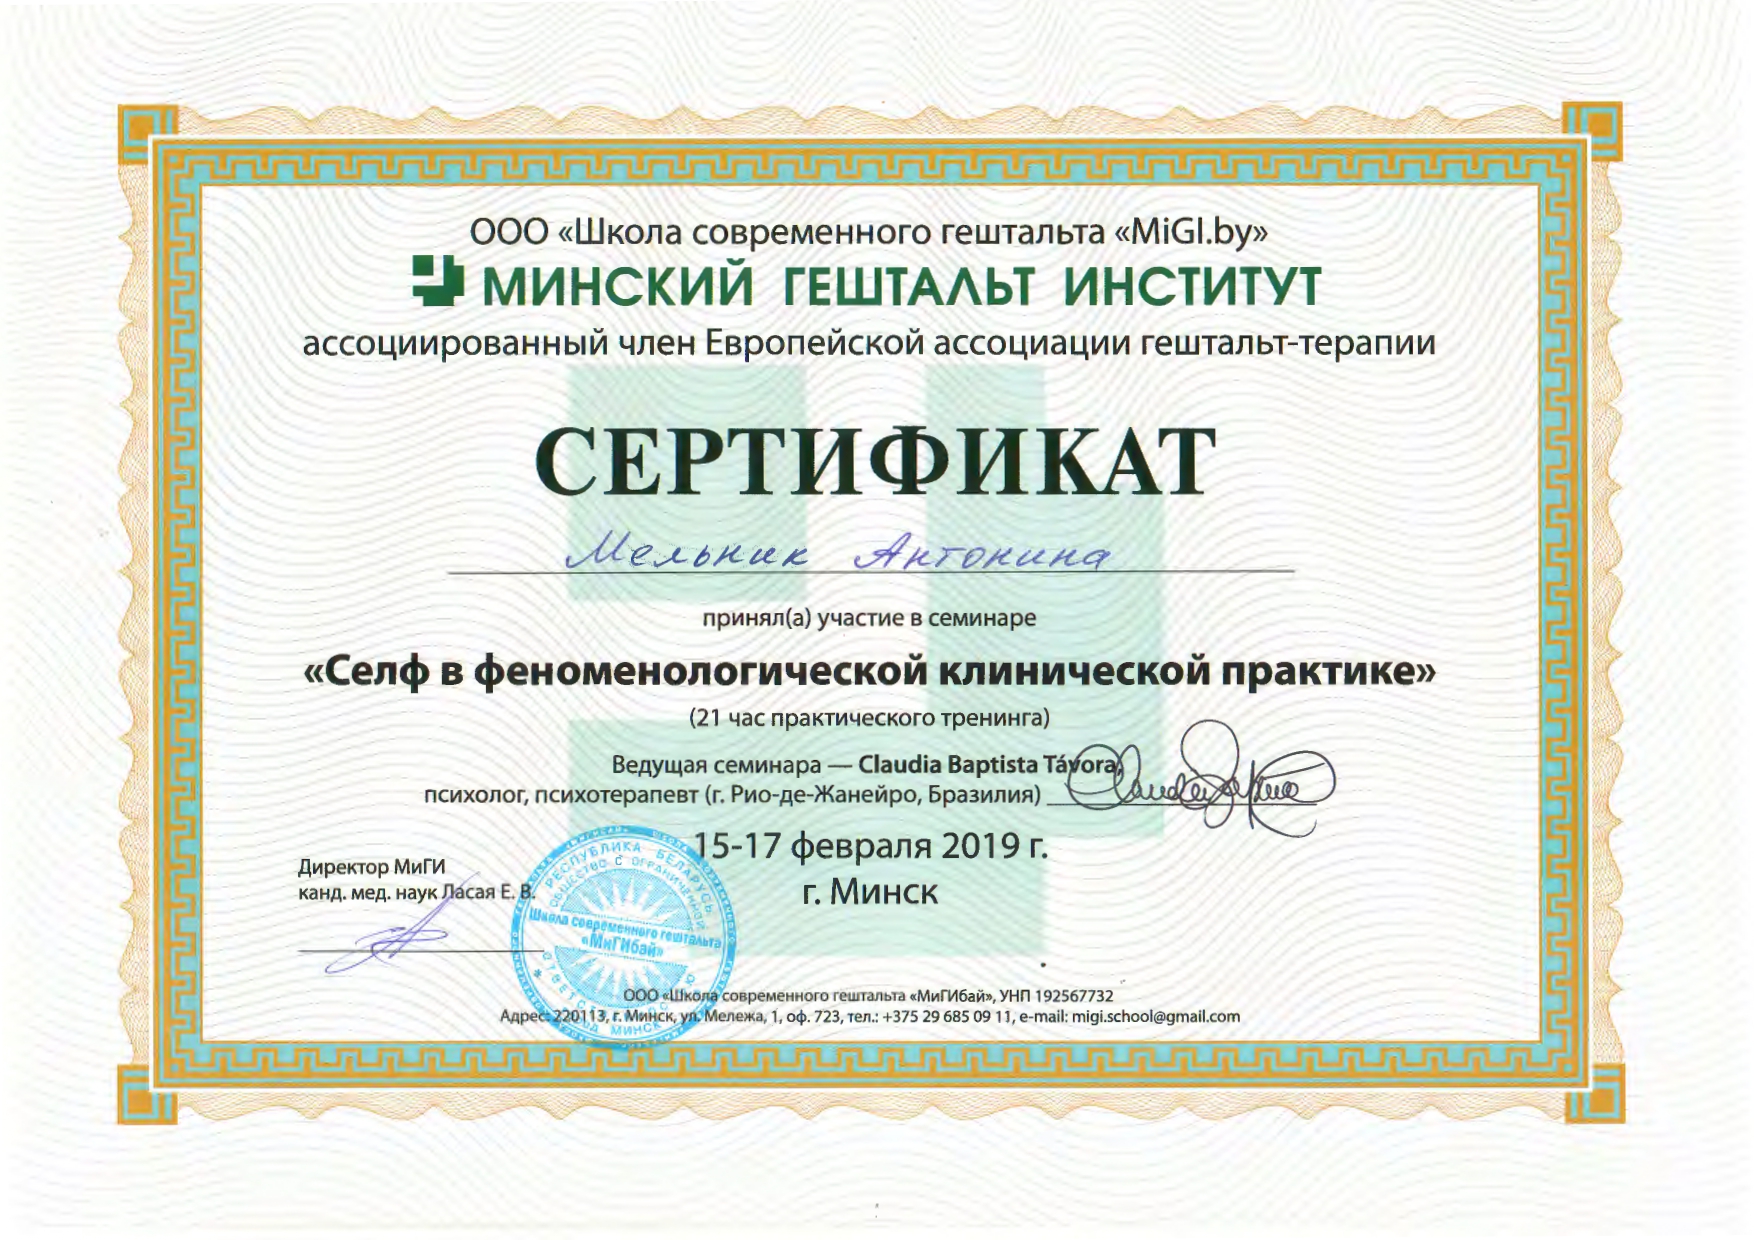 ООО «Школа современного гештальта «MiGI.by»
МИНСКИЙ ГЕШТАЛЬТ ИНСТИТУТ
ассоциированный член Европейской ассоциации гештальт-терапии
СЕРТИФИКАТ
Мельник Антонина
принял(а) участие в семинаре
«Селф в феноменологической клинической практике»
(21 час практического тренинга)
Ведущая семинара — Claudia Baptista Távora,
психолог, психотерапевт (г. Рио-де-Жанейро, Бразилия)
15-17 февраля 2019 г.
г. Минск
Директор МиГИ
канд. мед. наук Ласая Е. В.
РЕСПУБЛИКА БЕЛАРУСЬ
ОБЩЕСТВО С ОГРАНИЧЕННОЙ
Школа современного гештальта
«МиГИбай»
МИНСК
ООО «Школа современного гештальта «МиГИбай», УНП 192567732
Адрес: 220113, г. Минск, ул. Мележа, 1, оф. 723, тел.: +375 29 685 09 11, e-mail: migi.school@gmail.com